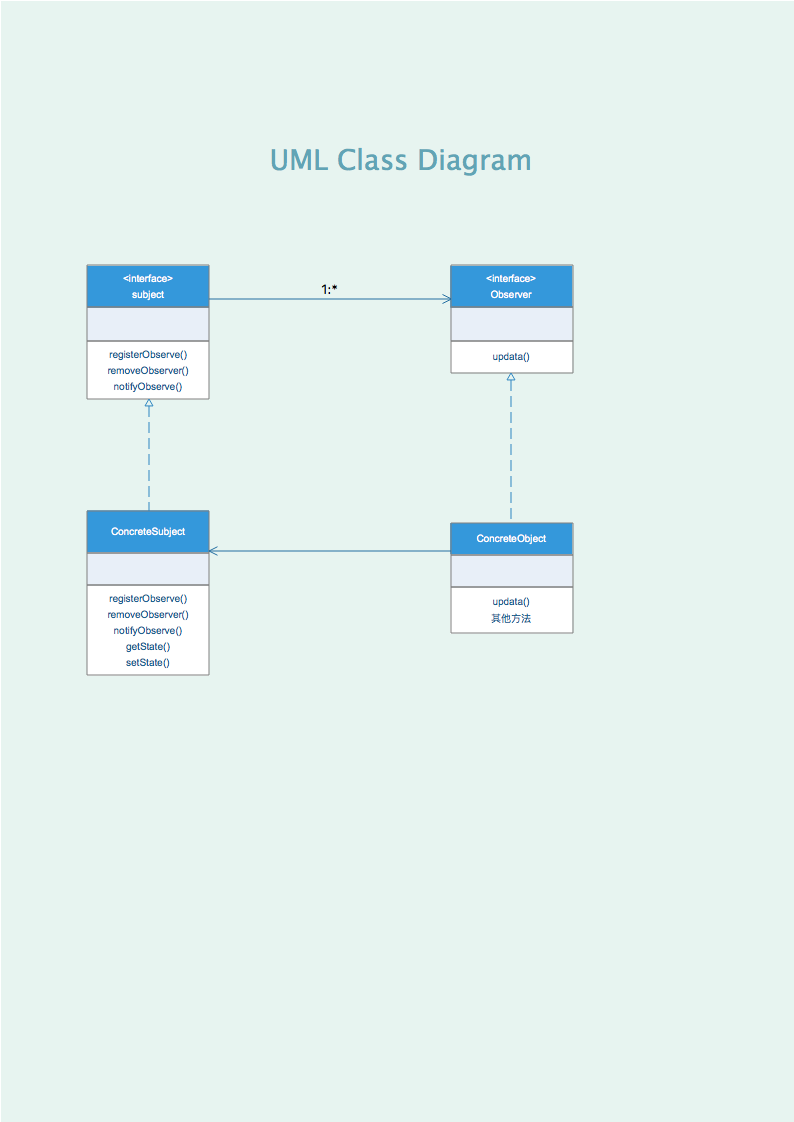 UML Class Diagram
<interface>
subject
1:*
<interface>
Observer
registerObserve()
removeObserver()
notifyObserve()
updata()
ConcreteSubject
ConcreteObject
registerObserve()
removeObserver()
notifyObserve()
getState()
setState()
updata()
其他方法